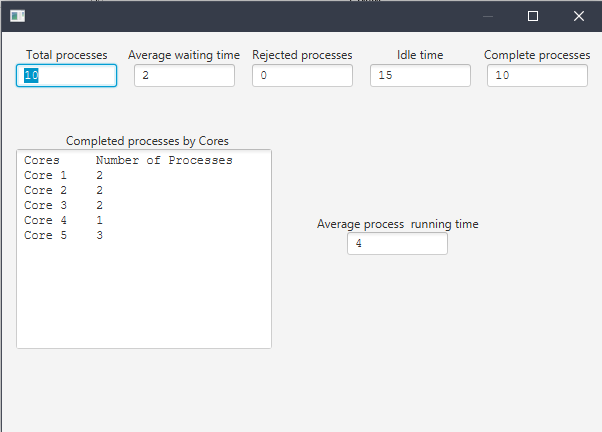 Total processes Average waiting time Rejected processes Idle time Complete processes
10 2 0 15 10
Completed processes by Cores
Cores Number of Processes
Core 1 2
Core 2 2
Core 3 2
Core 4 1
Core 5 3
Average process running time
4